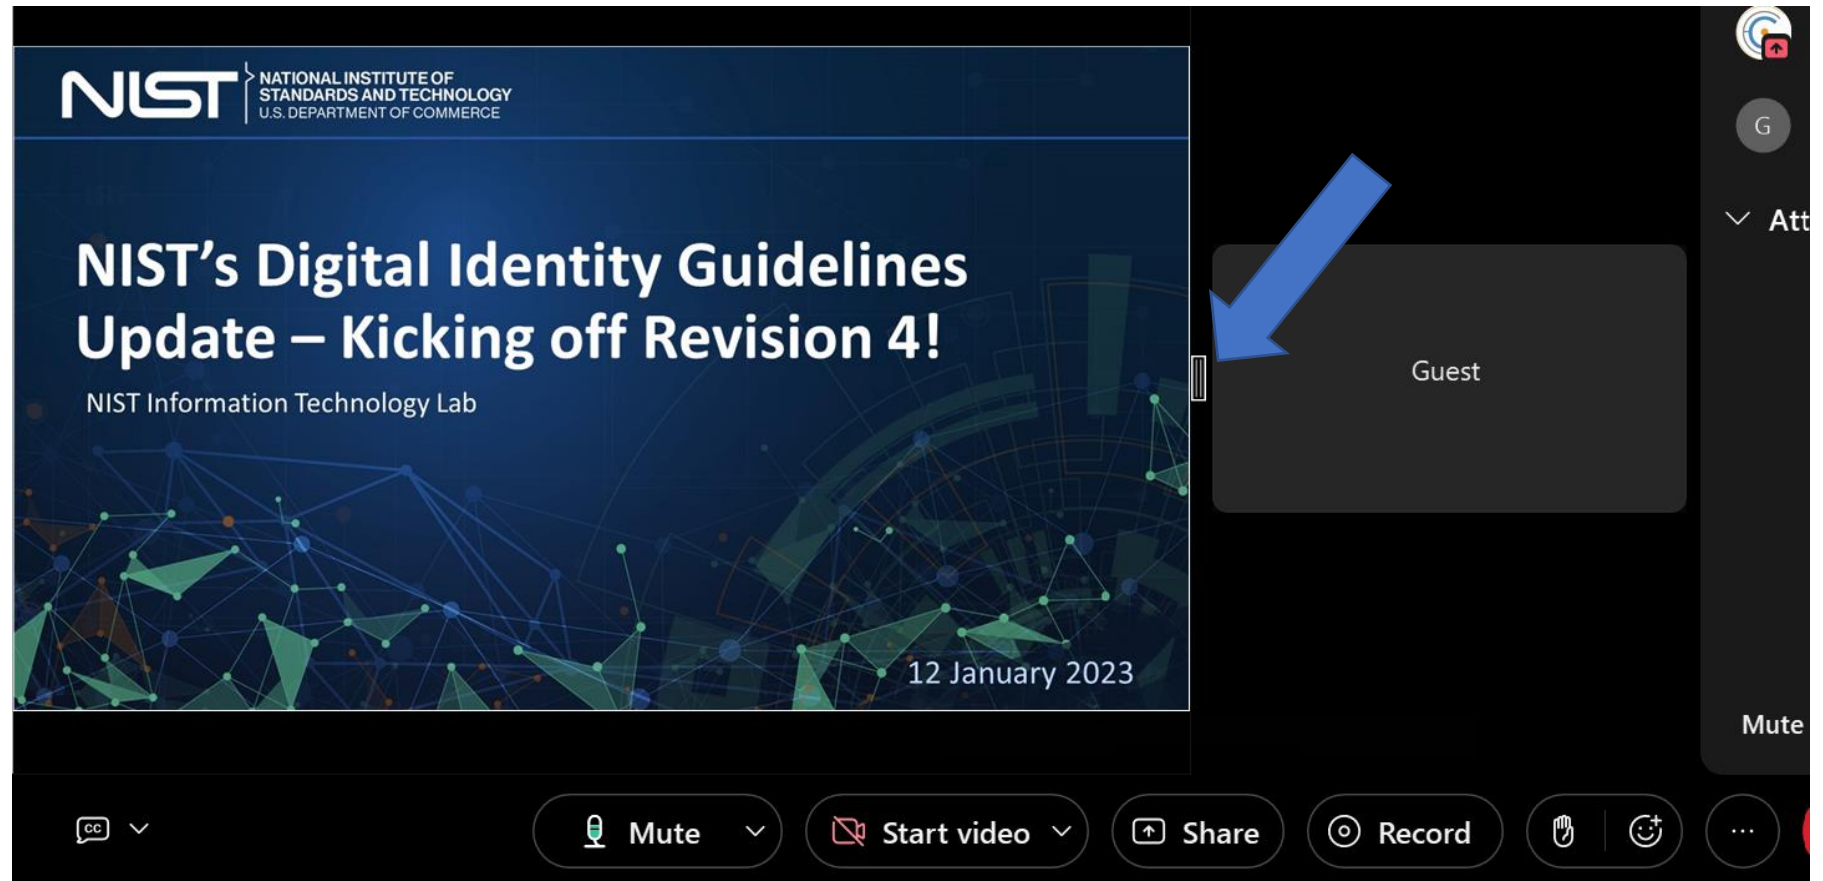 NIST
NATIONAL INSTITUTE OF
STANDARDS AND TECHNOLOGY
U.S. DEPARTMENT OF COMMERCE
NIST's Digital Identity Guidelines
Update – Kicking off Revision 4!
NIST Information Technology Lab
12 January 2023
Guest
G
Att
Mute
CC
Mute
Start video
Share
Record